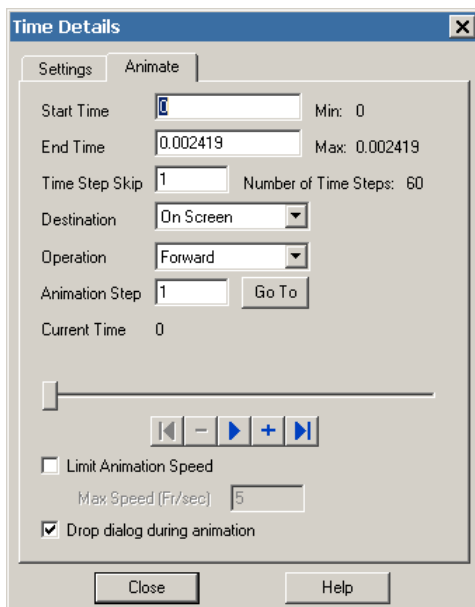 Time Details
Settings Animate
Start Time 0 Min: 0
End Time 0.002419 Max: 0.002419
Time Step Skip 1 Number of Time Steps: 60
Destination On Screen
Operation Forward
Animation Step 1 Go To
Current Time 0
Limit Animation Speed
Max Speed (Fr/sec) 5
Drop dialog during animation
Close Help